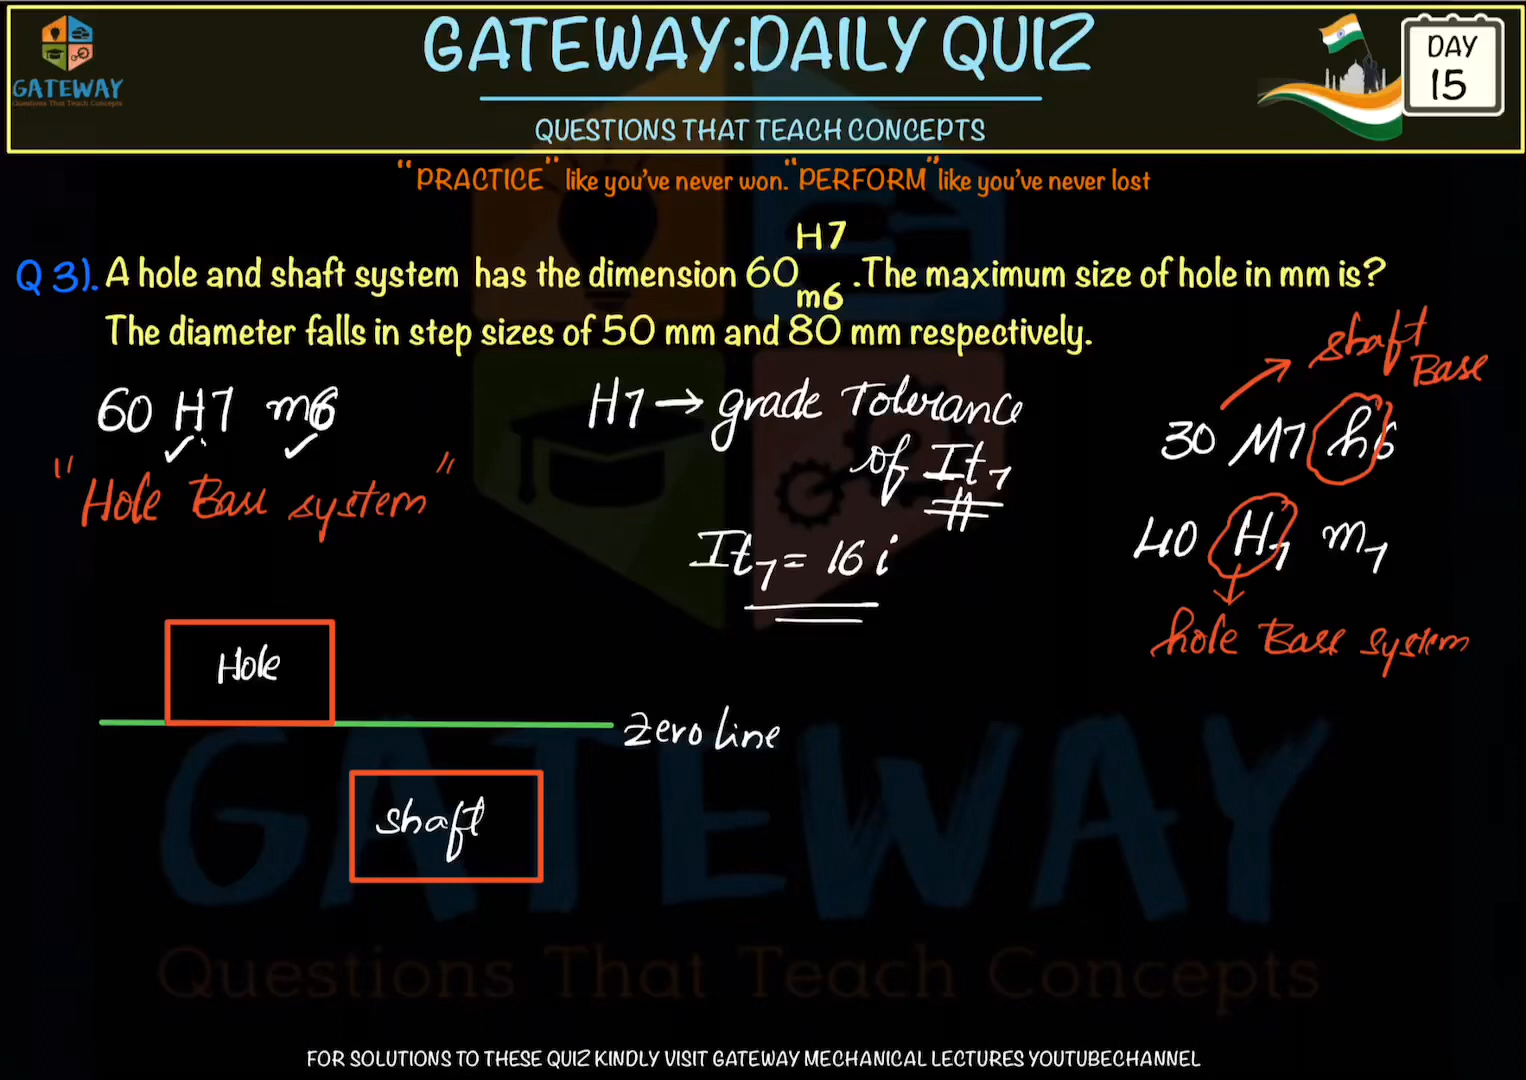 GATEWAY
Questions That Teach Concepts
GATEWAY:DAILY QUIZ
QUESTIONS THAT TEACH CONCEPTS
DAY
15
"PRACTICE" like you've never won. "PERFORM" like you've never lost
Q 3). A hole and shaft system has the dimension 60 H7 m6 .The maximum size of hole in mm is?
The diameter falls in step sizes of 50 mm and 80 mm respectively.
60 H7 m6
"Hole Base system"
H7 → grade Tolerance
of It7
It7 = 16 i
shaft
Base
30 M7 h6
40 H7 m7
hole Base system
Hole
Zero line
shaft
GATEWAY
Questions That Teach Concepts
FOR SOLUTIONS TO THESE QUIZ KINDLY VISIT GATEWAY MECHANICAL LECTURES YOUTUBECHANNEL